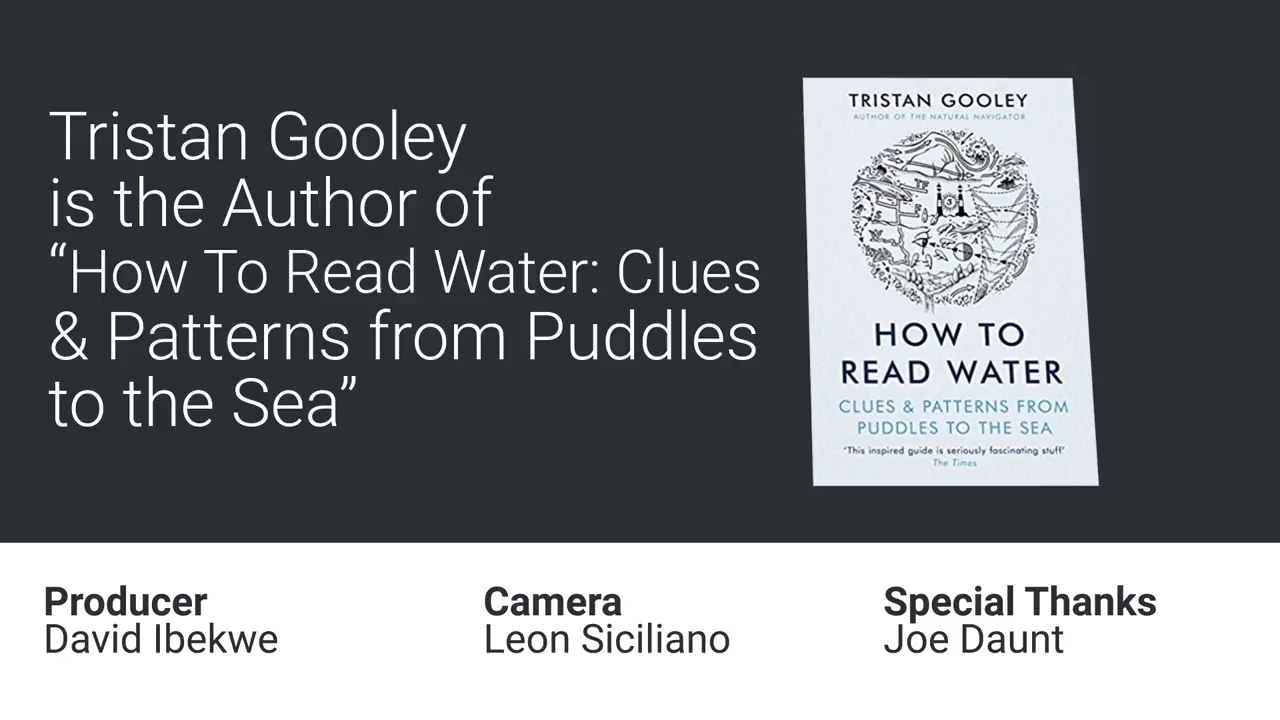 Tristan Gooley
is the Author of
“How To Read Water: Clues
& Patterns from Puddles
to the Sea”
TRISTAN GOOLEY
AUTHOR OF THE NATURAL NAVIGATOR
HOW TO
READ WATER
CLUES & PATTERNS FROM
PUDDLES TO THE SEA
'This inspired guide is seriously fascinating stuff'
The Times
Producer
David Ibekwe
Camera
Leon Siciliano
Special Thanks
Joe Daunt